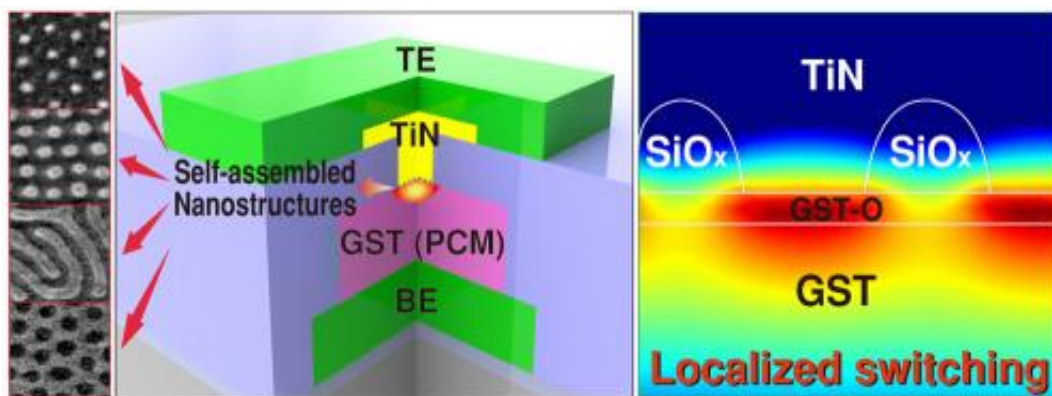 TE
TiN
Self-assembled
Nanostructures
GST (PCM)
BE
TiN
SiOₓ
SiOₓ
GST-O
GST
Localized switching